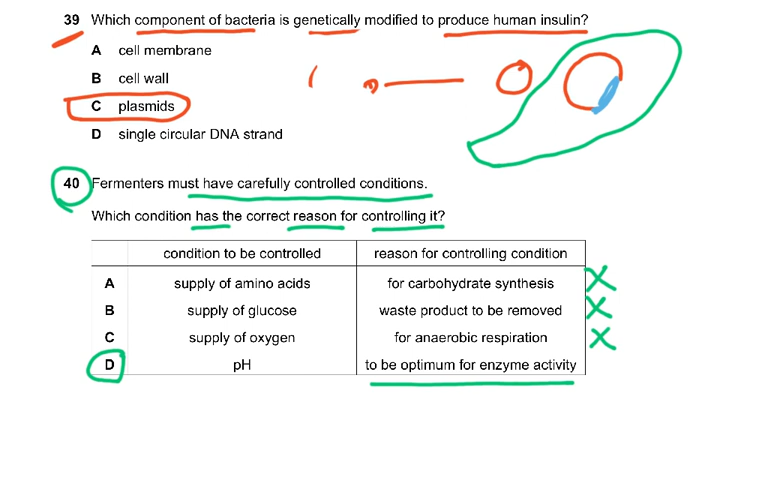 39 Which component of bacteria is genetically modified to produce human insulin?
A cell membrane
B cell wall
C plasmids
D single circular DNA strand
40 Fermenters must have carefully controlled conditions.
Which condition has the correct reason for controlling it?
condition to be controlled reason for controlling condition
A supply of amino acids for carbohydrate synthesis
B supply of glucose waste product to be removed
C supply of oxygen for anaerobic respiration
D pH to be optimum for enzyme activity